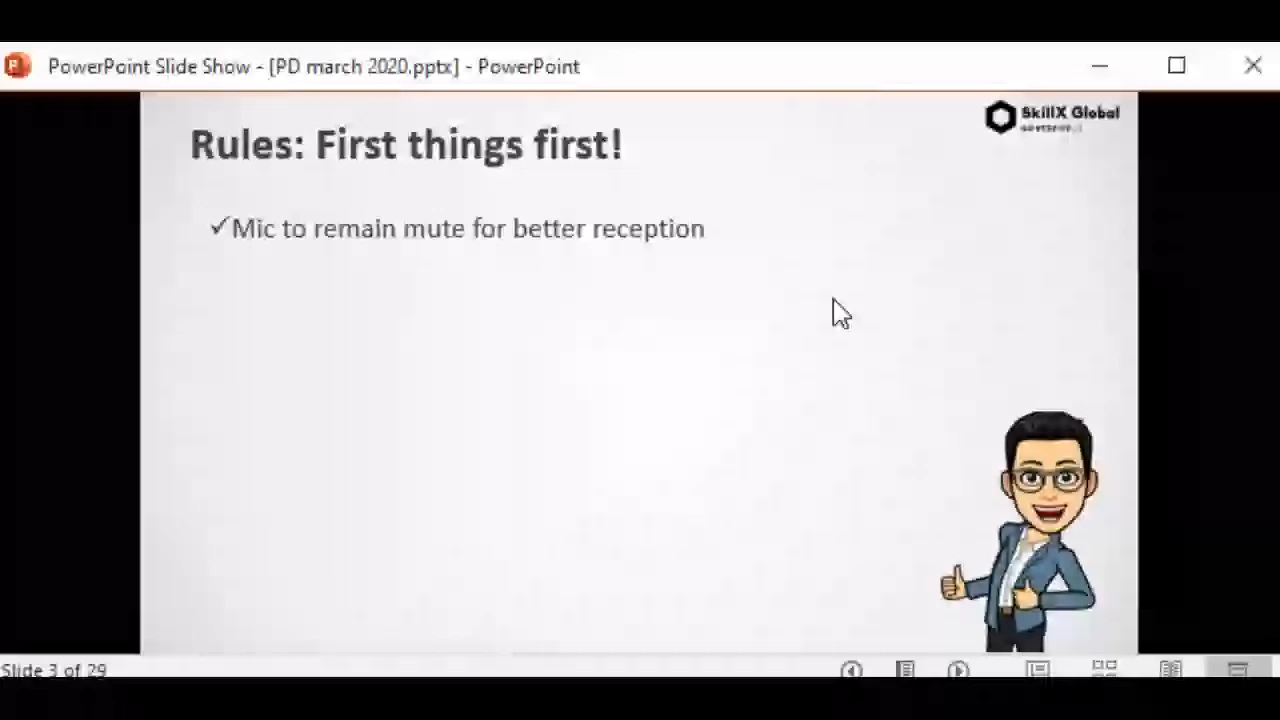 PowerPoint Slide Show - [PD march 2020.pptx] - PowerPoint
SkillX Global
Rules: First things first!
✓Mic to remain mute for better reception
Slide 3 of 29